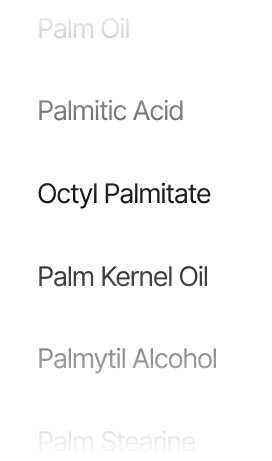 Palm Oil
Palmitic Acid
Octyl Palmitate
Palm Kernel Oil
Palmytil Alcohol
Palm Stearine